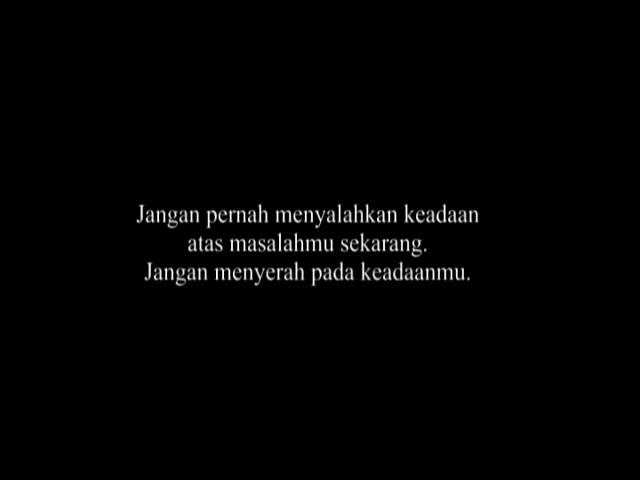 Jangan pernah menyalahkan keadaan
atas masalahmu sekarang.
Jangan menyerah pada keadaanmu.